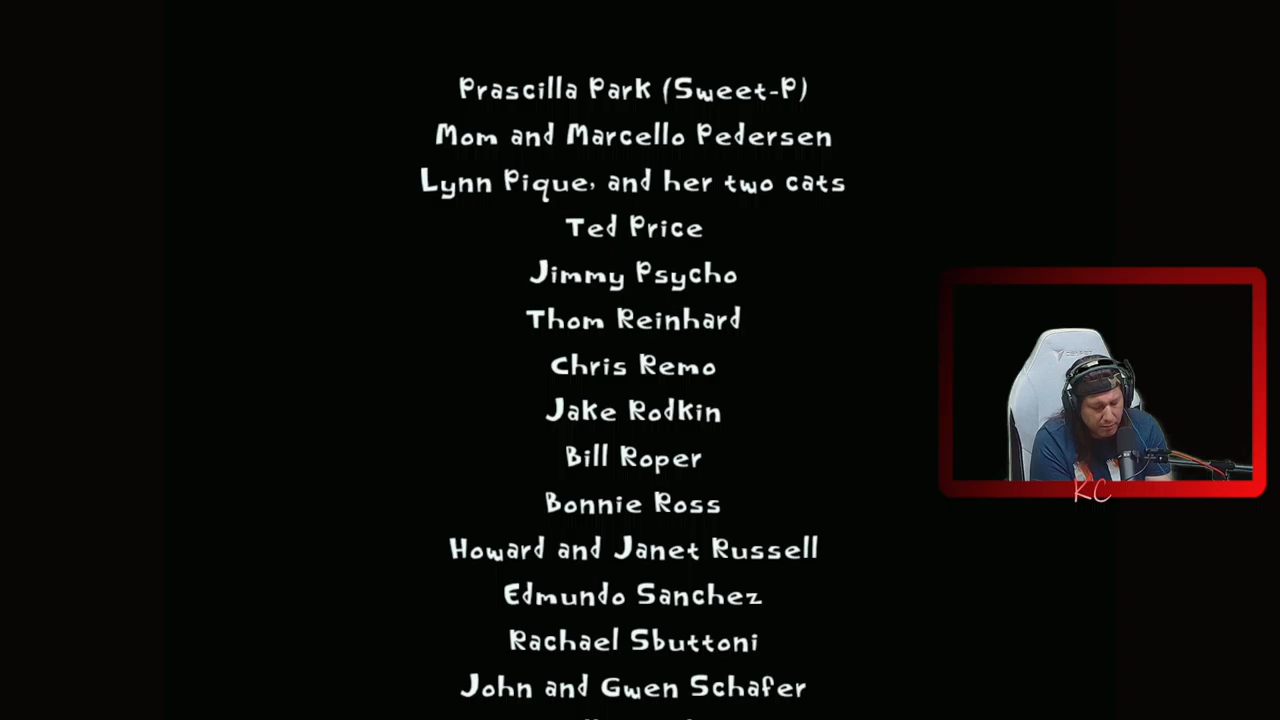 Prascilla Park (Sweet-P)
Mom and Marcello Pedersen
Lynn Pique, and her two cats
Ted Price
Jimmy Psycho
Thom Reinhard
Chris Remo
Jake Rodkin
Bill Roper
Bonnie Ross
Howard and Janet Russell
Edmundo Sanchez
Rachael Sbuttoni
John and Gwen Schafer
KC